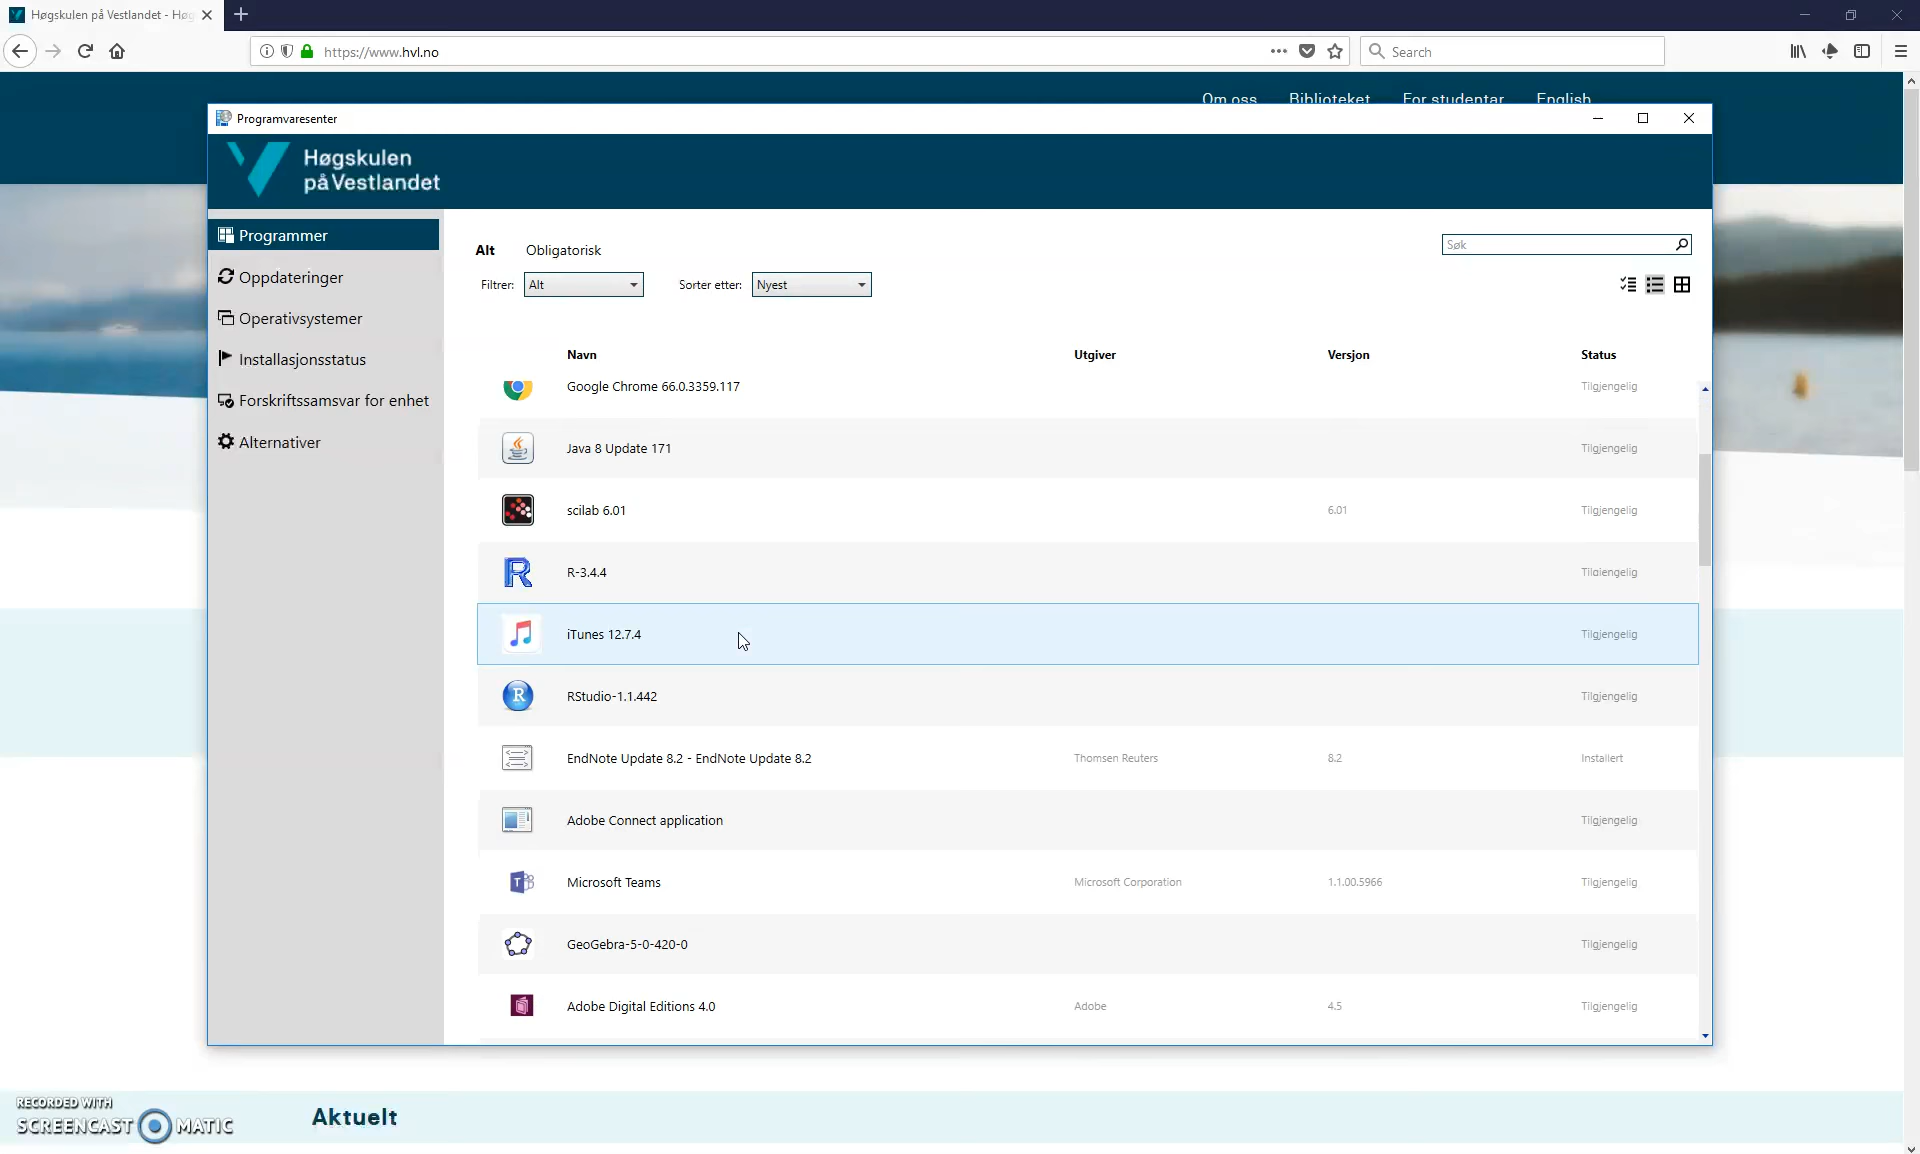 Høgskulen på Vestlandet - Høg
https://www.hvl.no
Search
Om oss Biblioteket For studentar English
Programvaresenter
Høgskulen
på Vestlandet
Programmer
Oppdateringer
Operativsystemer
Installasjonsstatus
Forskriftssamsvar for enhet
Alternativer
Alt Obligatorisk
Søk
Filtrer: Alt Sorter etter: Nyest
Navn Utgiver Versjon Status
Google Chrome 66.0.3359.117 Tilgjengelig
Java 8 Update 171 Tilgjengelig
scilab 6.01 6.01 Tilgjengelig
R-3.4.4 Tilgjengelig
iTunes 12.7.4 Tilgjengelig
RStudio-1.1.442 Tilgjengelig
EndNote Update 8.2 - EndNote Update 8.2 Thomsen Reuters 8.2 Installert
Adobe Connect application Tilgjengelig
Microsoft Teams Microsoft Corporation 1.1.00.5966 Tilgjengelig
GeoGebra-5-0-420-0 Tilgjengelig
Adobe Digital Editions 4.0 Adobe 4.5 Tilgjengelig
RECORDED WITH
SCREENCAST MATIC
Aktuelt